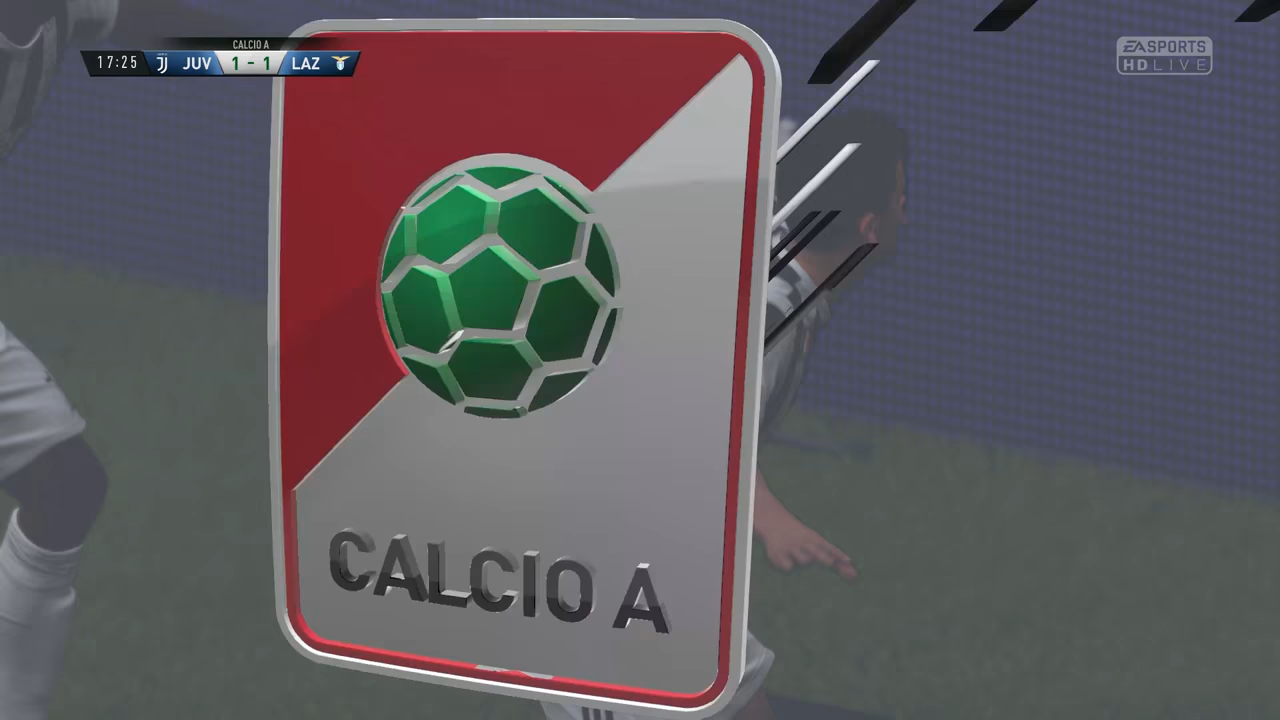 CALCIO A
17:25 JUV 1 - 1 LAZ
EA SPORTS
HD LIVE
CALCIO A